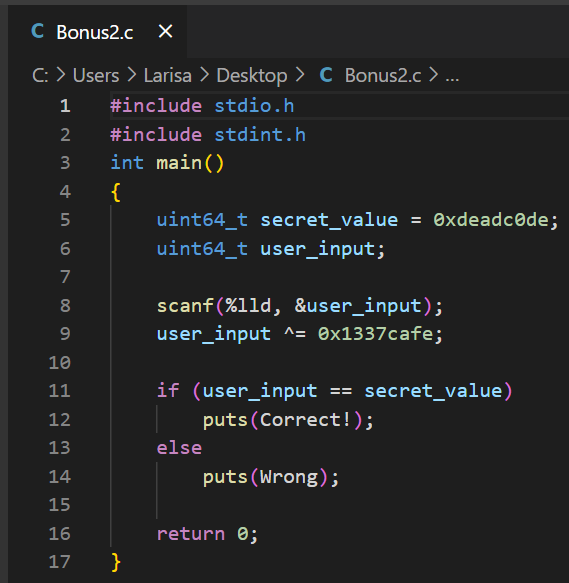 C Bonus2.c ×
C: > Users > Larisa > Desktop > C Bonus2.c > ...
1 #include stdio.h
2 #include stdint.h
3 int main()
4 {
5 uint64_t secret_value = 0xdeadc0de;
6 uint64_t user_input;
7
8 scanf(%lld, &user_input);
9 user_input ^= 0x1337cafe;
10
11 if (user_input == secret_value)
12 puts(Correct!);
13 else
14 puts(Wrong);
15
16 return 0;
17 }